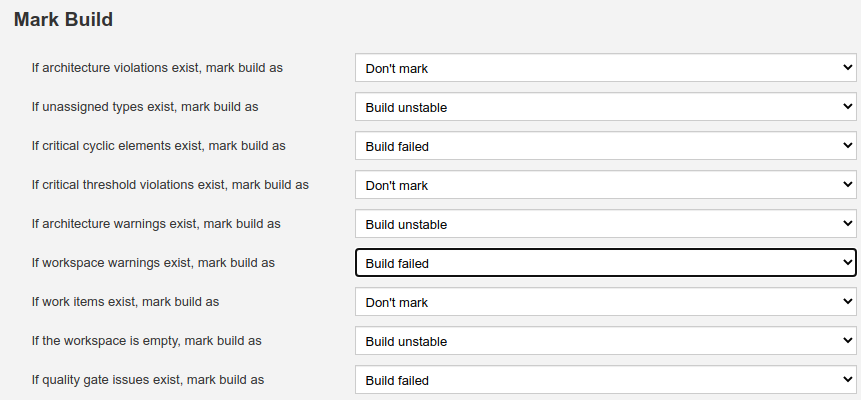 Mark Build
If architecture violations exist, mark build as Don't mark
If unassigned types exist, mark build as Build unstable
If critical cyclic elements exist, mark build as Build failed
If critical threshold violations exist, mark build as Don't mark
If architecture warnings exist, mark build as Build unstable
If workspace warnings exist, mark build as Build failed
If work items exist, mark build as Don't mark
If the workspace is empty, mark build as Build unstable
If quality gate issues exist, mark build as Build failed